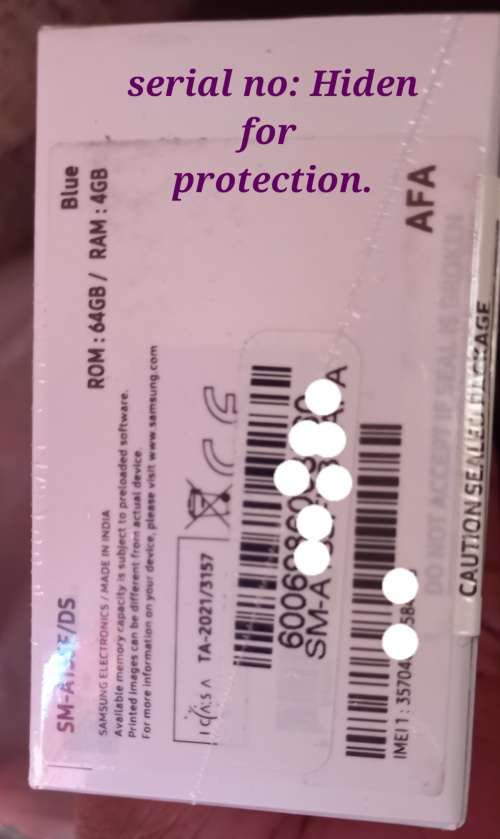 serial no: Hiden
for
protection.
Blue
ROM : 64GB / RAM : 4GB
SAMSUNG ELECTRONICS / MADE IN INDIA
Available memory capacity is subject to preloaded software.
Printed images can be different from actual device.
For more information on your device, please visit www.samsung.com
I C A S A TA-2021/3157
IMEI 1 :
AFA
DO NOT ACCEPT IF SEAL IS BROKEN
CAUTION SEALED PACKAGE